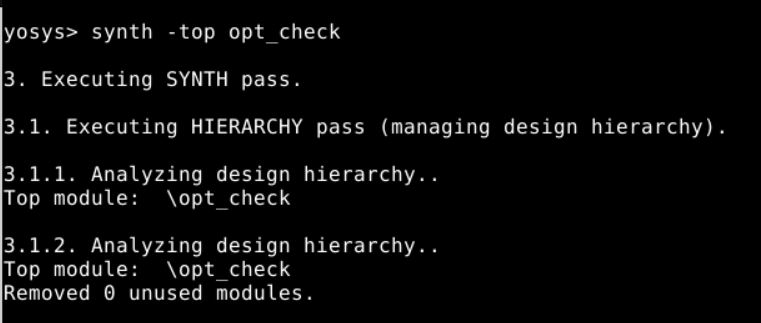 yosys> synth -top opt_check
3. Executing SYNTH pass.
3.1. Executing HIERARCHY pass (managing design hierarchy).
3.1.1. Analyzing design hierarchy..
Top module:  \opt_check
3.1.2. Analyzing design hierarchy..
Top module:  \opt_check
Removed 0 unused modules.